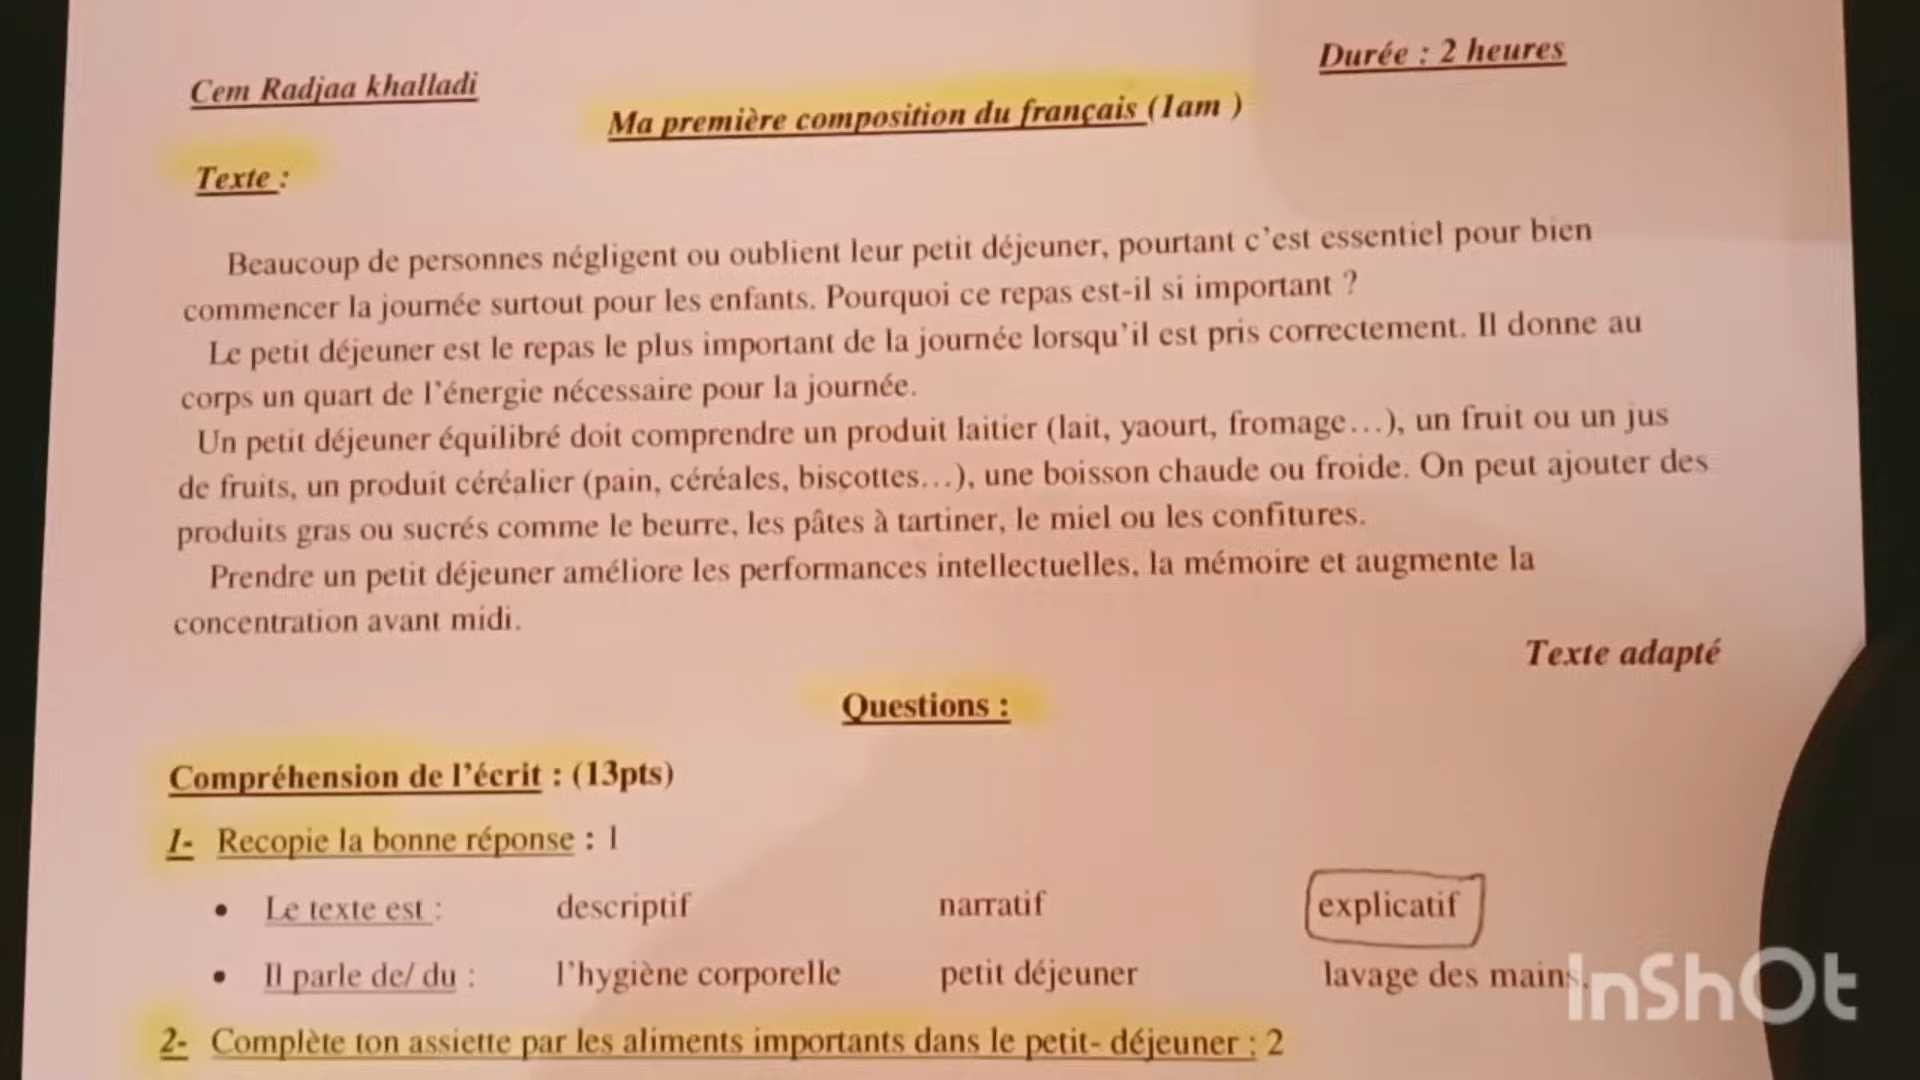 Cem Radjaa khalladi
Durée : 2 heures
Ma première composition du français (1am )
Texte :
Beaucoup de personnes négligent ou oublient leur petit déjeuner, pourtant c'est essentiel pour bien
commencer la journée surtout pour les enfants. Pourquoi ce repas est-il si important ?
Le petit déjeuner est le repas le plus important de la journée lorsqu'il est pris correctement. Il donne au
corps un quart de l'énergie nécessaire pour la journée.
Un petit déjeuner équilibré doit comprendre un produit laitier (lait, yaourt, fromage…), un fruit ou un jus
de fruits, un produit céréalier (pain, céréales, biscottes…), une boisson chaude ou froide. On peut ajouter des
produits gras ou sucrés comme le beurre, les pâtes à tartiner, le miel ou les confitures.
Prendre un petit déjeuner améliore les performances intellectuelles, la mémoire et augmente la
concentration avant midi.
Texte adapté
Questions :
Compréhension de l'écrit : (13pts)
1- Recopie la bonne réponse : 1
• Le texte est : descriptif narratif explicatif
• Il parle de/ du : l'hygiène corporelle petit déjeuner lavage des mains.
InShOt
2- Complète ton assiette par les aliments importants dans le petit- déjeuner : 2